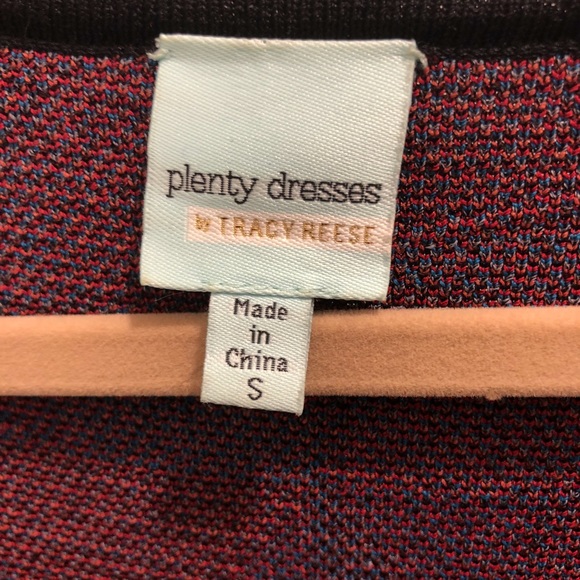 plenty dresses
by TRACY REESE
Made
in
China
S